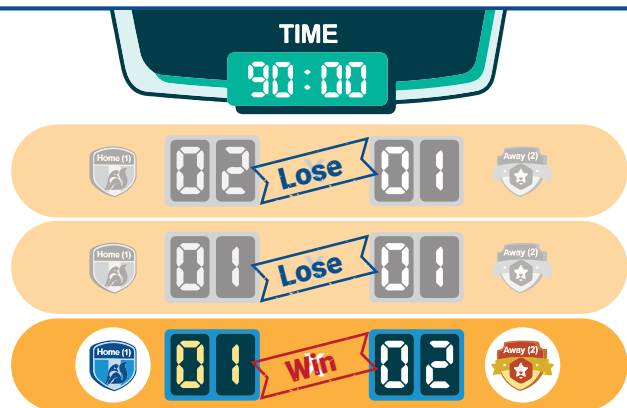 TIME
90:00
Home (1) 02 Lose 01 Away (2)
Home (1) 01 Lose 01 Away (2)
Home (1) 01 Win 02 Away (2)